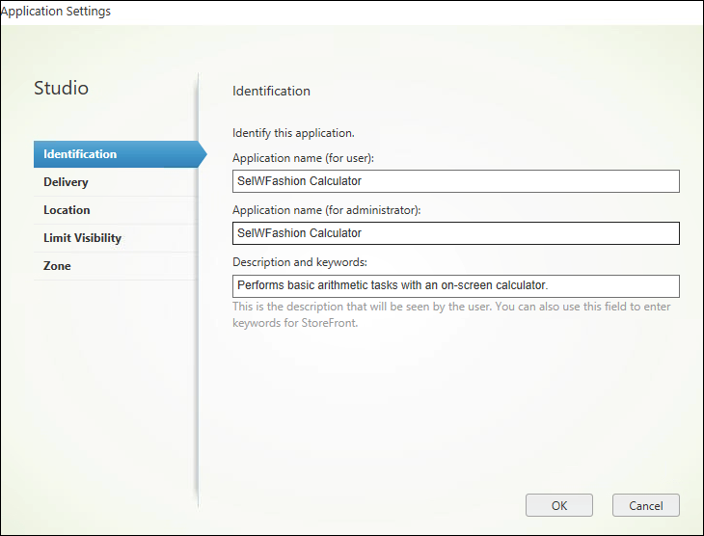 Application Settings
Studio
Identification
Delivery
Location
Limit Visibility
Zone
Identification
Identify this application.
Application name (for user):
SelWFashion Calculator
Application name (for administrator):
SelWFashion Calculator
Description and keywords:
Performs basic arithmetic tasks with an on-screen calculator.
This is the description that will be seen by the user. You can also use this field to enter
keywords for StoreFront.
OK
Cancel